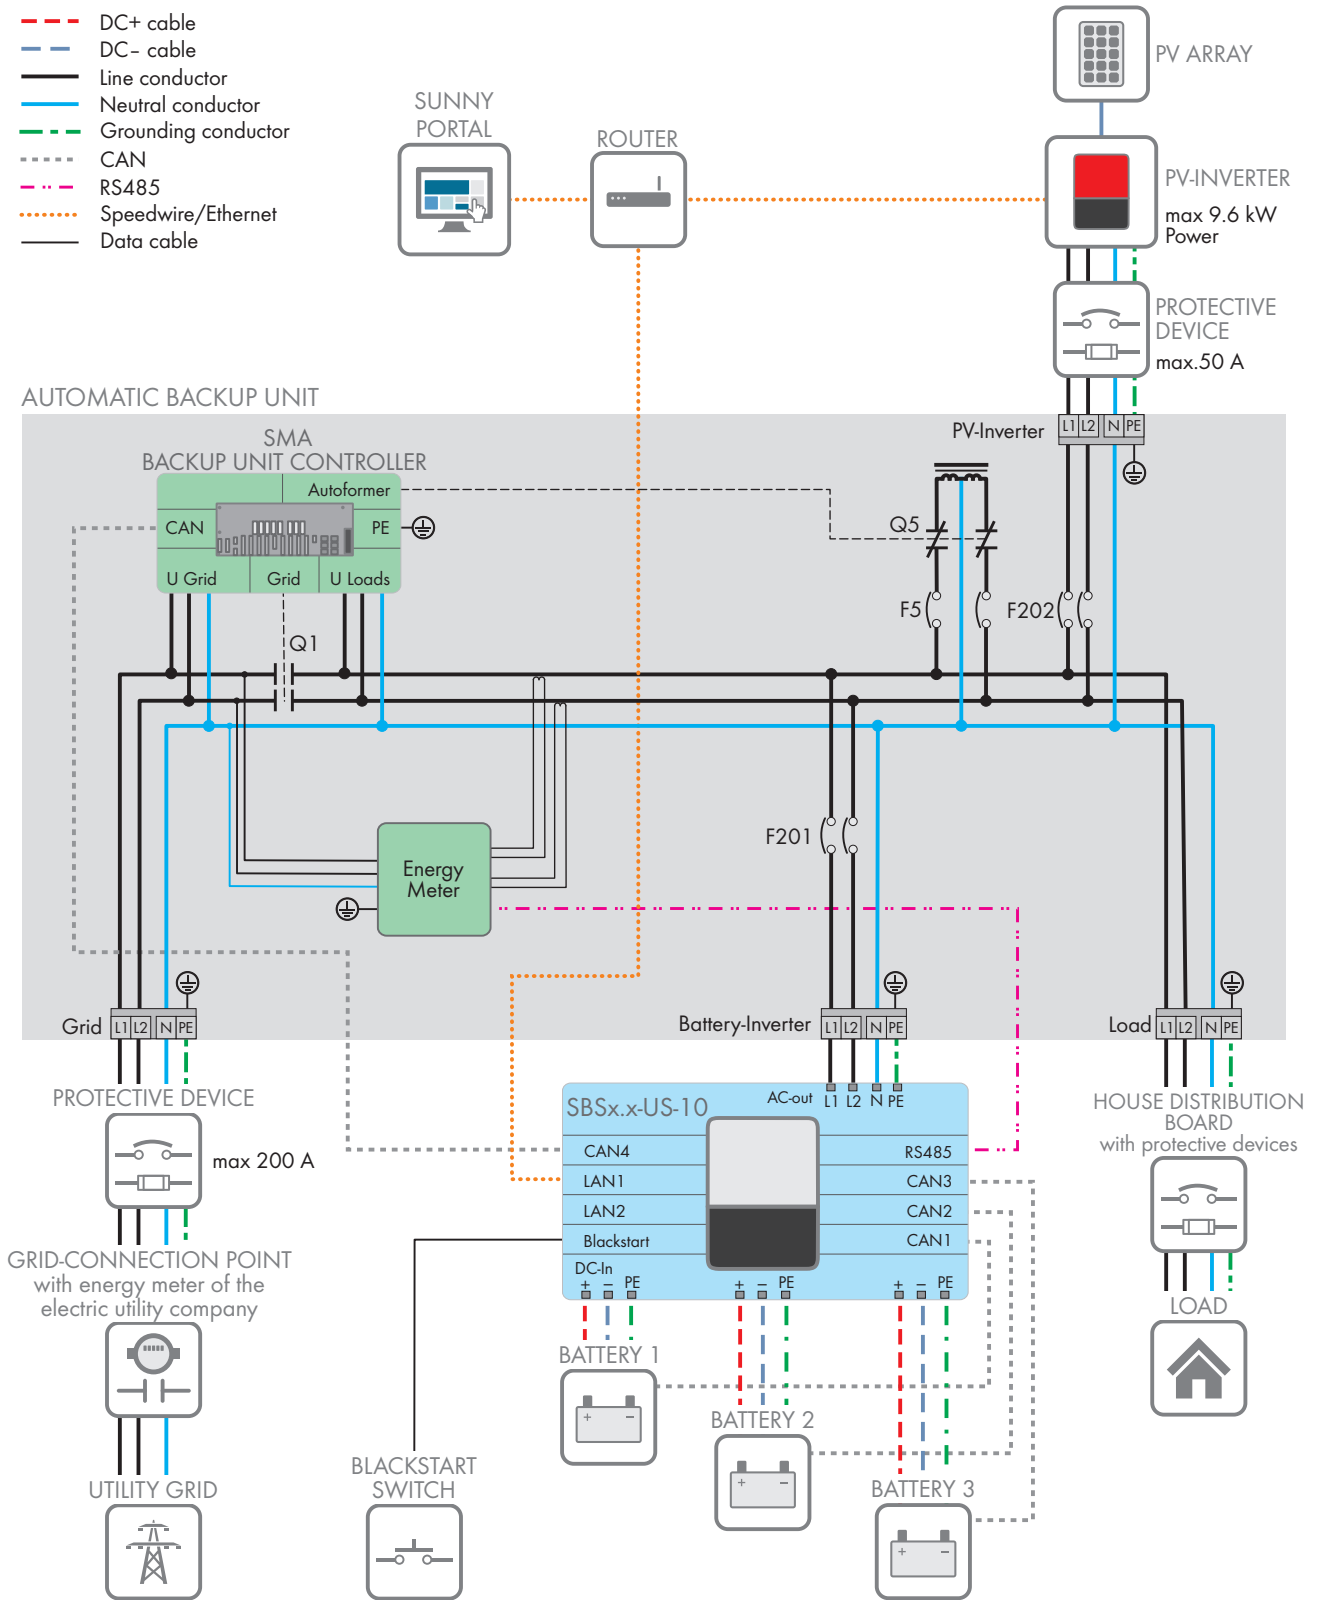 DC+ cable
DC– cable
Line conductor
Neutral conductor
Grounding conductor
CAN
RS485
Speedwire/Ethernet
Data cable
SUNNY
PORTAL
ROUTER
PV ARRAY
PV-INVERTER
max 9.6 kW
Power
PROTECTIVE
DEVICE
max.50 A
AUTOMATIC BACKUP UNIT
SMA
BACKUP UNIT CONTROLLER
Autoformer
CAN
PE
U Grid
Grid
U Loads
PV-Inverter
L1 L2 N PE
Q5
F5
F202
Q1
Energy
Meter
F201
Grid
L1 L2 N PE
Battery-Inverter
L1 L2 N PE
Load
L1 L2 N PE
PROTECTIVE DEVICE
max 200 A
GRID-CONNECTION POINT
with energy meter of the
electric utility company
UTILITY GRID
SBSx.x-US-10
AC-out
L1 L2 N PE
CAN4
LAN1
LAN2
Blackstart
RS485
CAN3
CAN2
CAN1
DC-In
+ – PE
+ – PE
+ – PE
BATTERY 1
+ –
BATTERY 2
+ –
BATTERY 3
+ –
BLACKSTART
SWITCH
HOUSE DISTRIBUTION
BOARD
with protective devices
LOAD